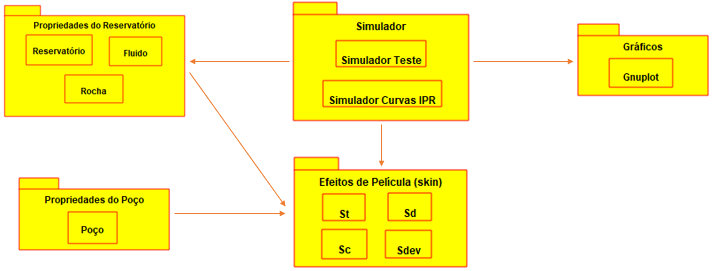 Propriedades do Reservatório
Reservatório
Fluido
Rocha
Simulador
Simulador Teste
Simulador Curvas IPR
Gráficos
Gnuplot
Propriedades do Poço
Poço
Efeitos de Película (skin)
St
Sd
Sc
Sdev